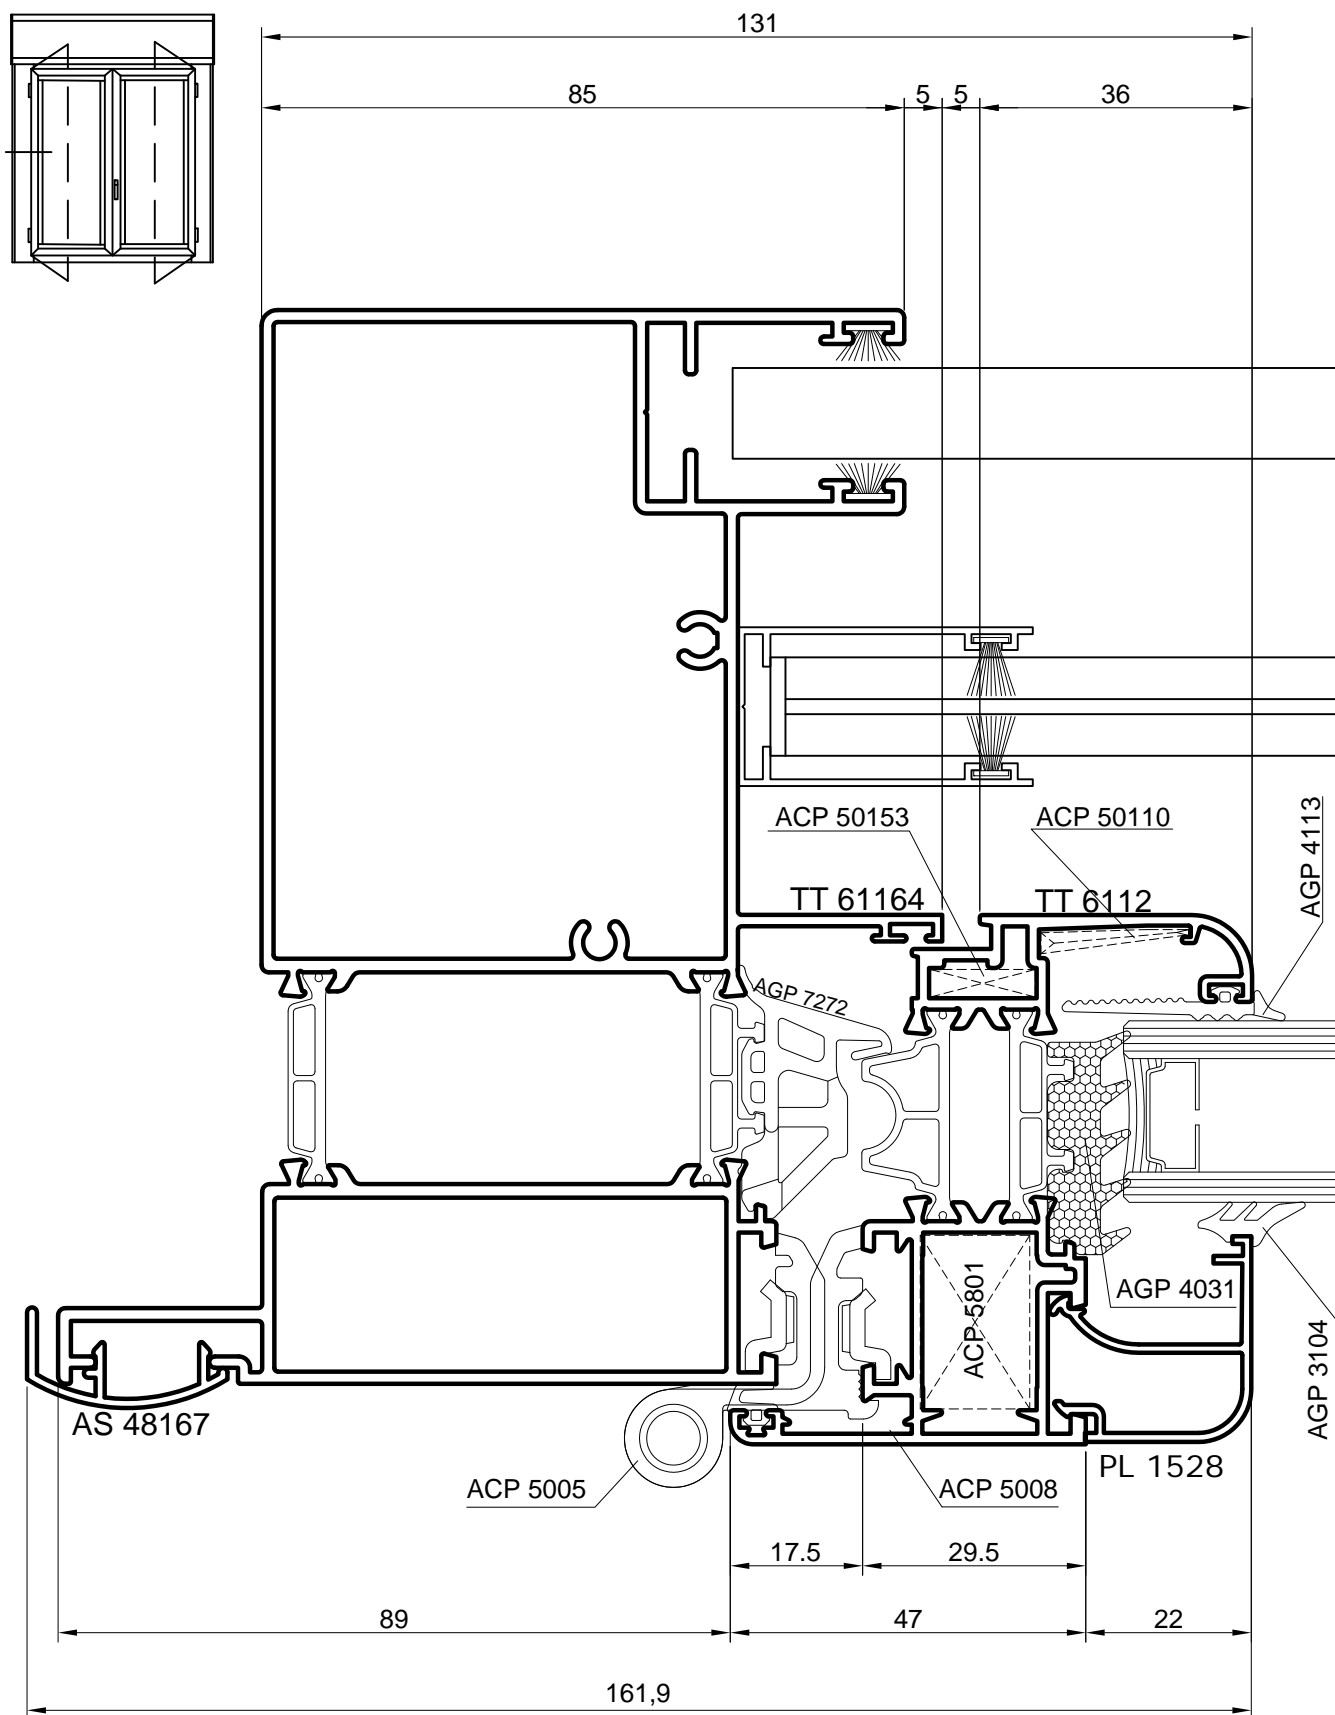 131
85
5
5
36
ACP 50153
ACP 50110
AGP 4113
TT 61164
TT 6112
AGP 7272
ACP 5801
AGP 4031
AGP 3104
AS 48167
PL 1528
ACP 5005
ACP 5008
17.5
29.5
89
47
22
161,9